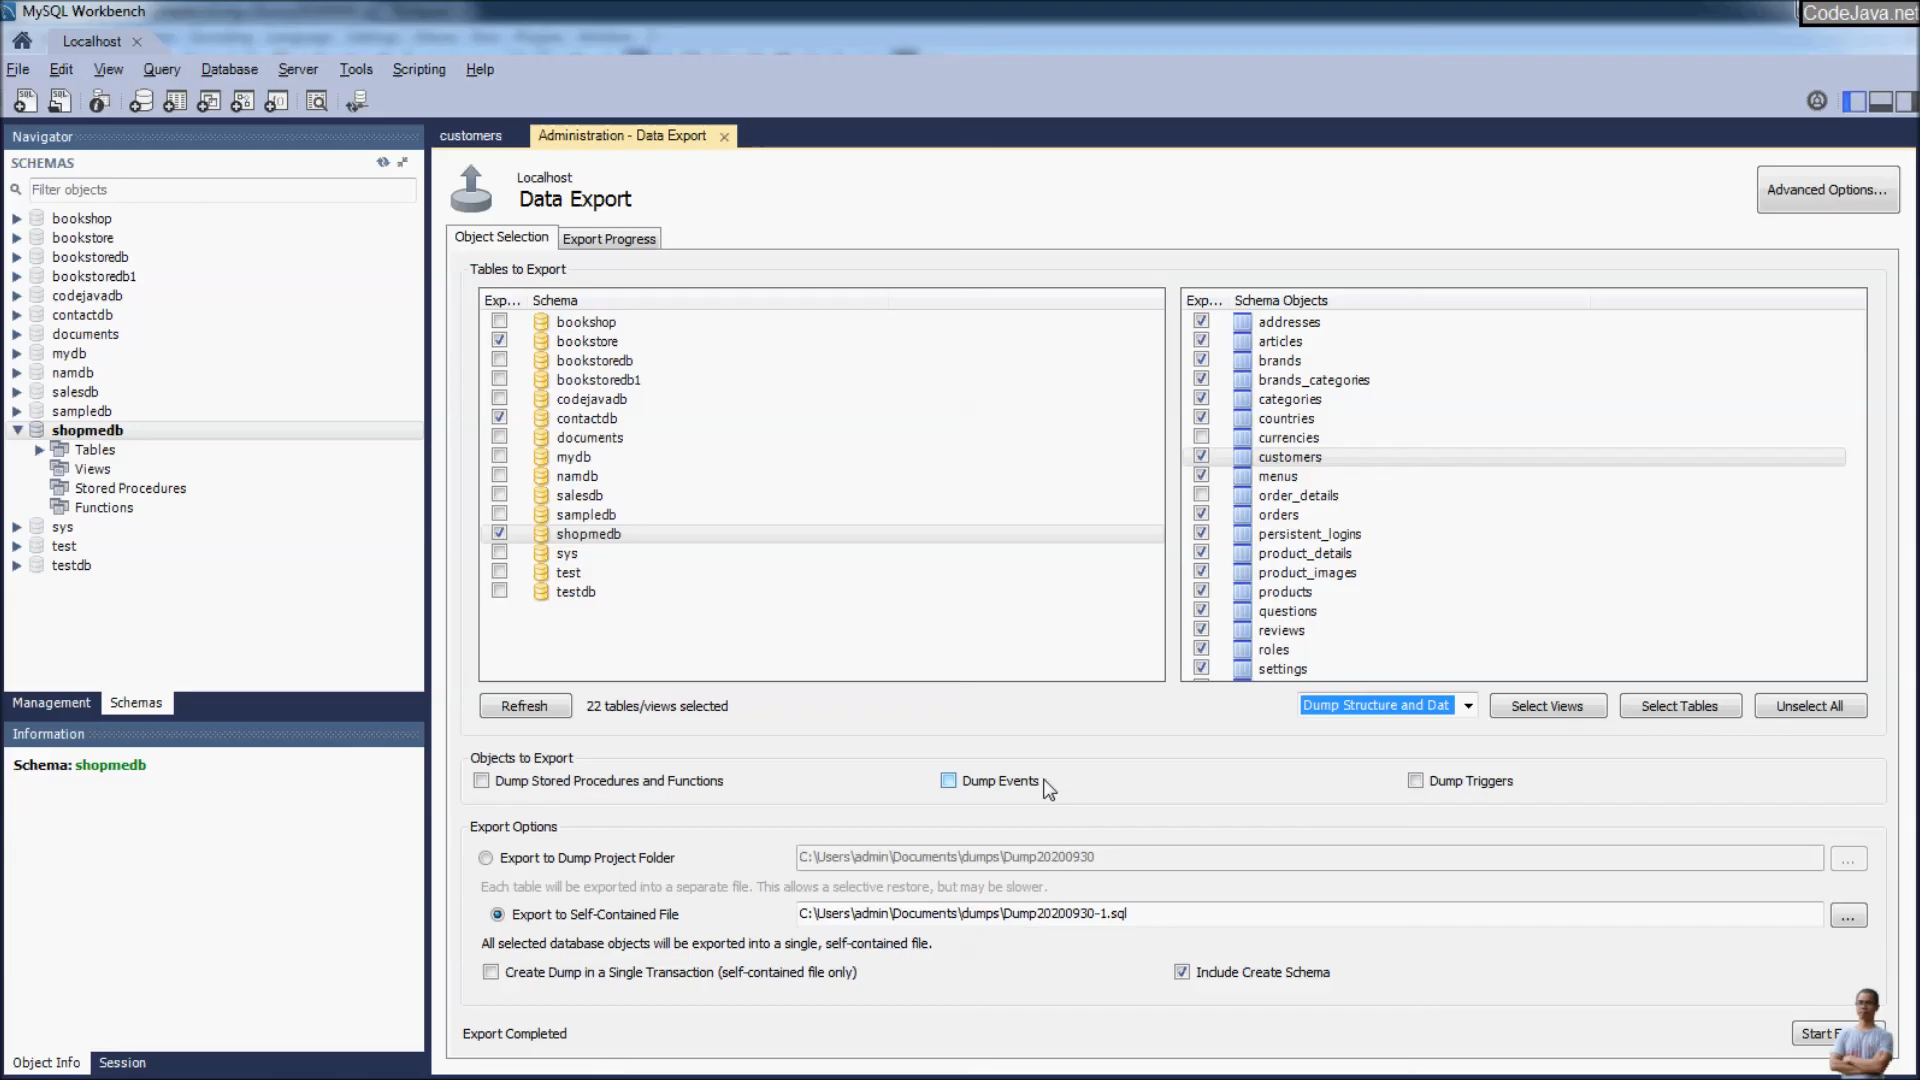 MySQL Workbench
CodeJava.net
Localhost
File Edit View Query Database Server Tools Scripting Help
Navigator
SCHEMAS
Filter objects
bookshop
bookstore
bookstoredb
bookstoredb1
codejavadb
contactdb
documents
mydb
namdb
salesdb
sampledb
shopmedb
Tables
Views
Stored Procedures
Functions
sys
test
testdb
Management Schemas
Information
Schema: shopmedb
Object Info Session
customers Administration - Data Export
Localhost
Data Export
Advanced Options...
Object Selection Export Progress
Tables to Export
Exp... Schema
bookshop
bookstore
bookstoredb
bookstoredb1
codejavadb
contactdb
documents
mydb
namdb
salesdb
sampledb
shopmedb
sys
test
testdb
Exp... Schema Objects
addresses
articles
brands
brands_categories
categories
countries
currencies
customers
menus
order_details
orders
persistent_logins
product_details
product_images
products
questions
reviews
roles
settings
Refresh 22 tables/views selected Dump Structure and Dat Select Views Select Tables Unselect All
Objects to Export
Dump Stored Procedures and Functions Dump Events Dump Triggers
Export Options
Export to Dump Project Folder C:\Users\admin\Documents\dumps\Dump20200930 ...
Each table will be exported into a separate file. This allows a selective restore, but may be slower.
Export to Self-Contained File C:\Users\admin\Documents\dumps\Dump20200930-1.sql ...
All selected database objects will be exported into a single, self-contained file.
Create Dump in a Single Transaction (self-contained file only) Include Create Schema
Export Completed Start E